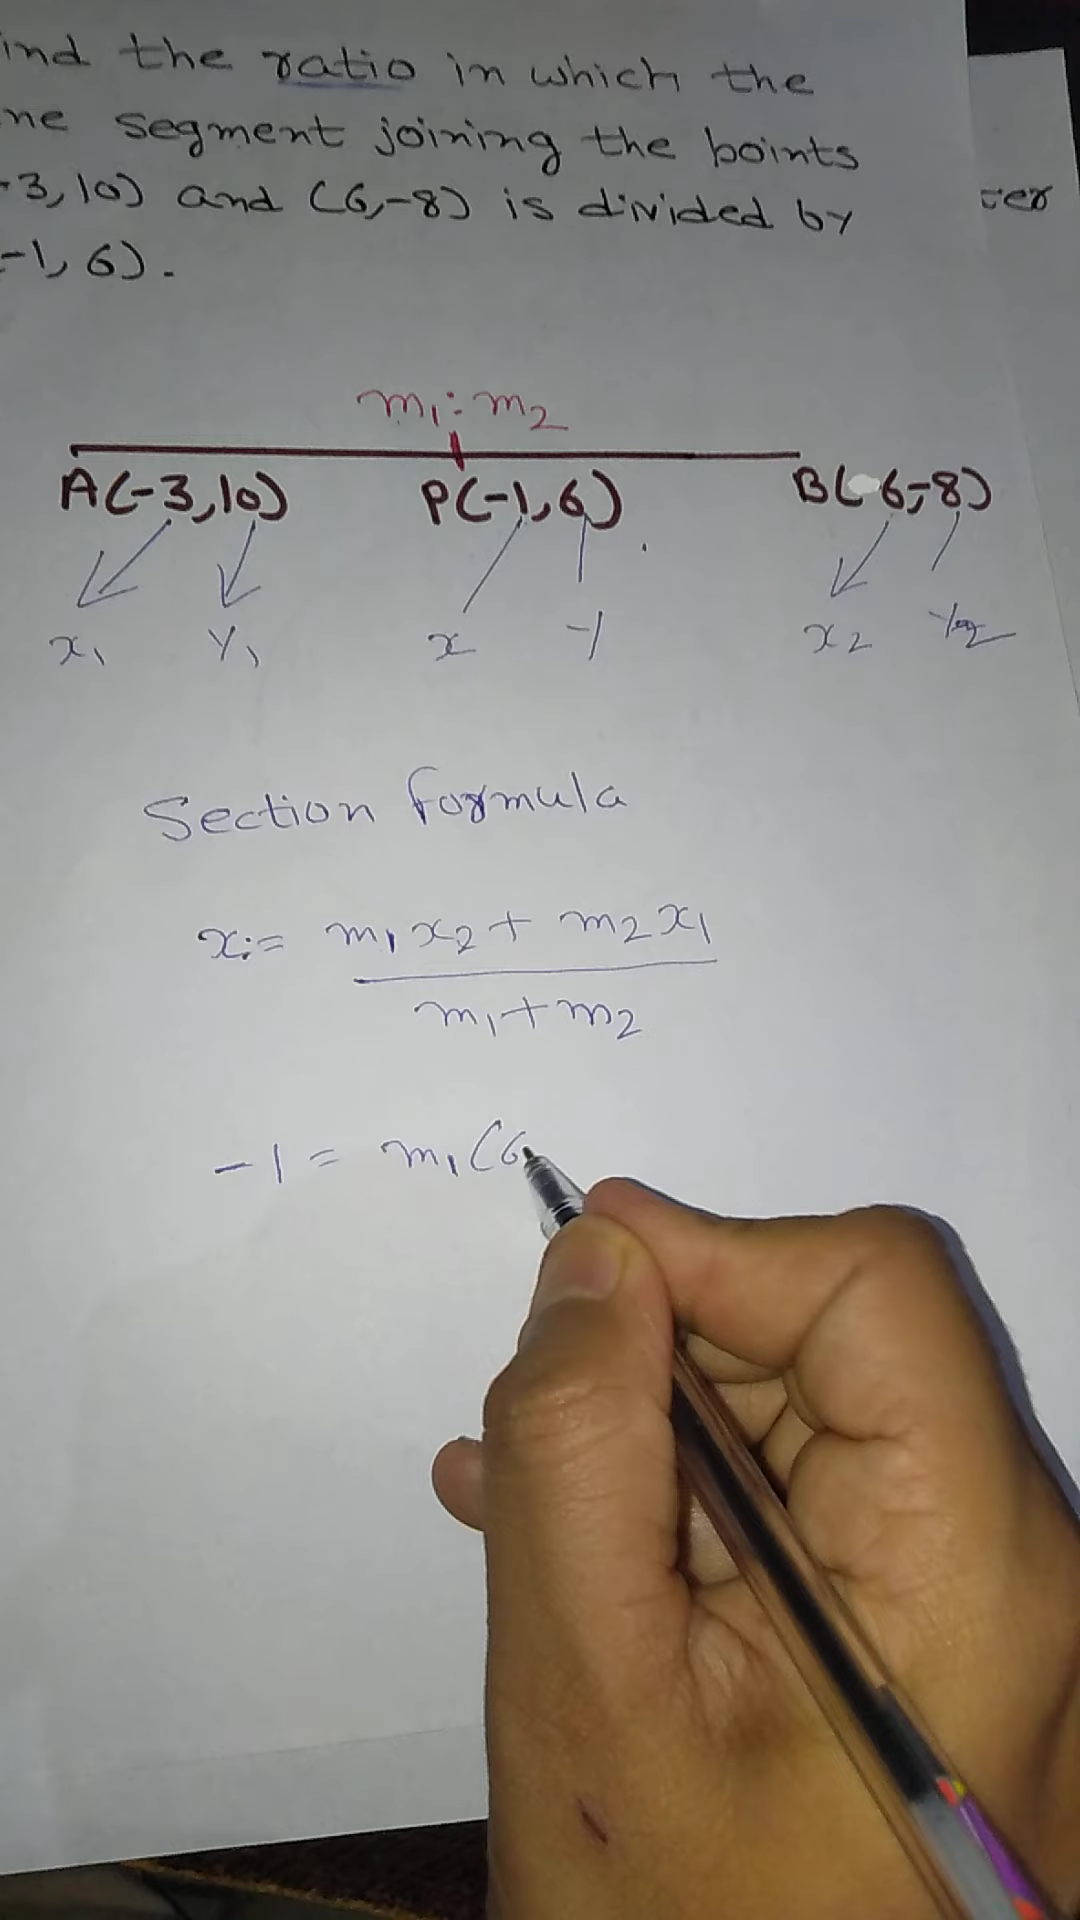 ind the ratio in which the
ne segment joining the boints
-3,10) and (6,-8) is divided by
-1, 6).
m1 : m2
A(-3,10) P(-1,6) B( 6,-8)
x1 y1 x y x2 y2
Section formula
x = m1x2 + m2x1
m1+m2
-1 = m1(6